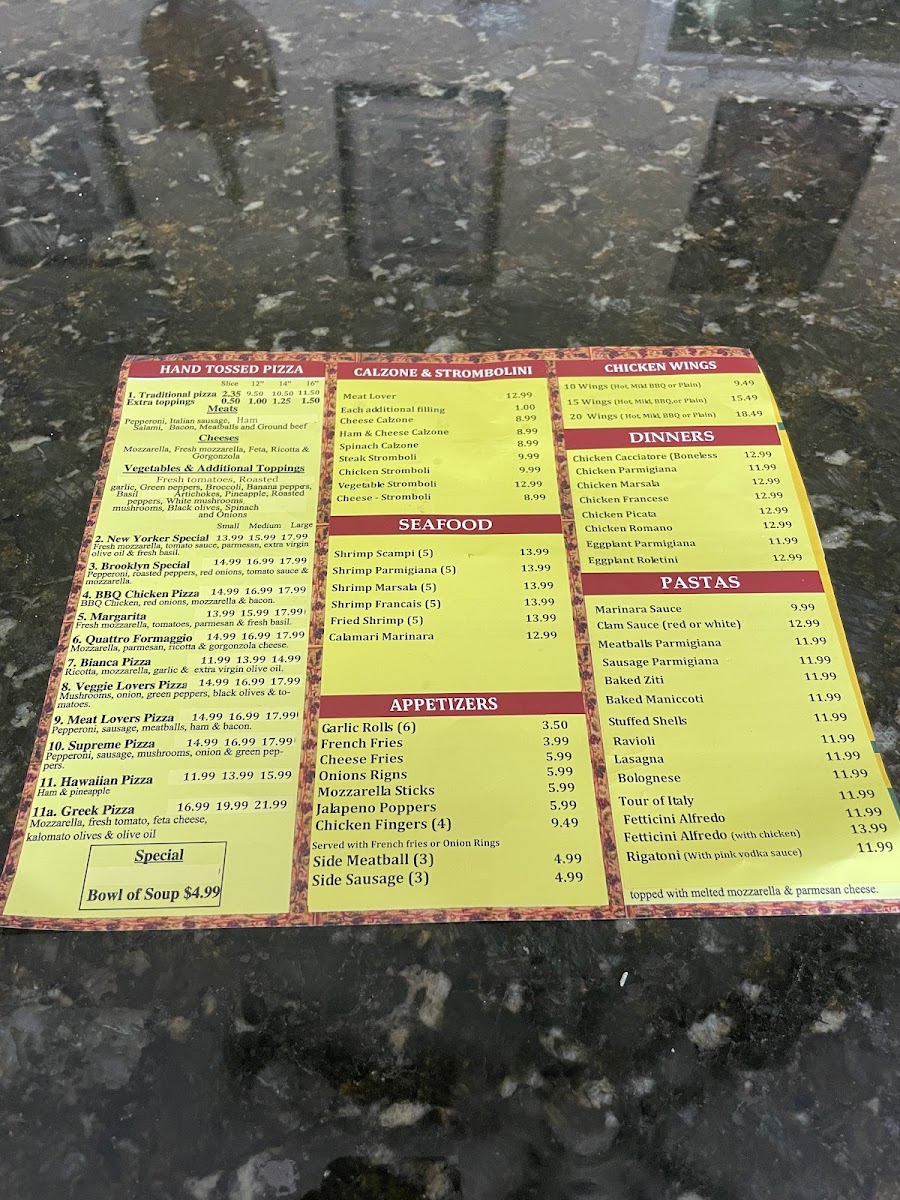 HAND TOSSED PIZZA
Slice 12" 14" 16"
1. Traditional pizza 2.35 9.50 10.50 11.50
Extra toppings 0.50 1.00 1.25 1.50
Meats
Pepperoni, Italian sausage, Ham
Salami, Bacon, Meatballs and Ground beef
Cheeses
Mozzarella, Fresh mozzarella, Feta, Ricotta &
Gorgonzola
Vegetables & Additional Toppings
Fresh tomatoes, Roasted
garlic, Green peppers, Broccoli, Banana peppers,
Basil Artichokes, Pineapple, Roasted
peppers, White mushrooms
mushrooms, Black olives, Spinach
and Onions
Small Medium Large
2. New Yorker Special 13.99 15.99 17.99
Fresh mozzarella, tomato sauce, parmesan, extra virgin
olive oil & fresh basil.
3. Brooklyn Special 14.99 16.99 17.99
Pepperoni, roasted peppers, red onions, tomato sauce &
mozzarella.
4. BBQ Chicken Pizza 14.99 16.99 17.99
BBQ Chicken, red onions, mozzarella & bacon.
5. Margarita 13.99 15.99 17.99
Fresh mozzarella, tomatoes, parmesan & fresh basil.
6. Quattro Formaggio 14.99 16.99 17.99
Mozzarella, parmesan, ricotta & gorgonzola cheese.
7. Bianca Pizza 11.99 13.99 14.99
Ricotta, mozzarella, garlic & extra virgin olive oil.
8. Veggie Lovers Pizza 14.99 16.99 17.99
Mushrooms, onion, green peppers, black olives & to-
matoes.
9. Meat Lovers Pizza 14.99 16.99 17.99
Pepperoni, sausage, meatballs, ham & bacon.
10. Supreme Pizza 14.99 16.99 17.99
Pepperoni, sausage, mushrooms, onion & green pep-
pers.
11. Hawaiian Pizza 11.99 13.99 15.99
Ham & pineapple
11a. Greek Pizza 16.99 19.99 21.99
Mozzarella, fresh tomato, feta cheese,
kalomato olives & olive oil
Special
Bowl of Soup $4.99
CALZONE & STROMBOLINI
Meat Lover 12.99
Each additional filling 1.00
Cheese Calzone 8.99
Ham & Cheese Calzone 8.99
Spinach Calzone 8.99
Steak Stromboli 9.99
Chicken Stromboli 9.99
Vegetable Stromboli 12.99
Cheese - Stromboli 8.99
SEAFOOD
Shrimp Scampi (5) 13.99
Shrimp Parmigiana (5) 13.99
Shrimp Marsala (5) 13.99
Shrimp Francais (5) 13.99
Fried Shrimp (5) 13.99
Calamari Marinara 12.99
APPETIZERS
Garlic Rolls (6) 3.50
French Fries 3.99
Cheese Fries 5.99
Onions Rigns 5.99
Mozzarella Sticks 5.99
Jalapeno Poppers 5.99
Chicken Fingers (4) 9.49
Served with French fries or Onion Rings
Side Meatball (3) 4.99
Side Sausage (3) 4.99
CHICKEN WINGS
10 Wings (Hot, Mild BBQ or Plain) 9.49
15 Wings (Hot, Mild, BBQ,or Plain) 15.49
20 Wings (Hot, Mild, BBQ,or Plain) 18.49
DINNERS
Chicken Cacciatore (Boneless 12.99
Chicken Parmigiana 11.99
Chicken Marsala 12.99
Chicken Francese 12.99
Chicken Picata 12.99
Chicken Romano 12.99
Eggplant Parmigiana 11.99
Eggplant Roletini 12.99
PASTAS
Marinara Sauce 9.99
Clam Sauce (red or white) 12.99
Meatballs Parmigiana 11.99
Sausage Parmigiana 11.99
Baked Ziti 11.99
Baked Maniccoti 11.99
Stuffed Shells 11.99
Ravioli 11.99
Lasagna 11.99
Bolognese 11.99
Tour of Italy 11.99
Fetticini Alfredo 11.99
Fetticini Alfredo (with chicken) 13.99
Rigatoni (With pink vodka sauce) 11.99
topped with melted mozzarella & parmesan cheese.